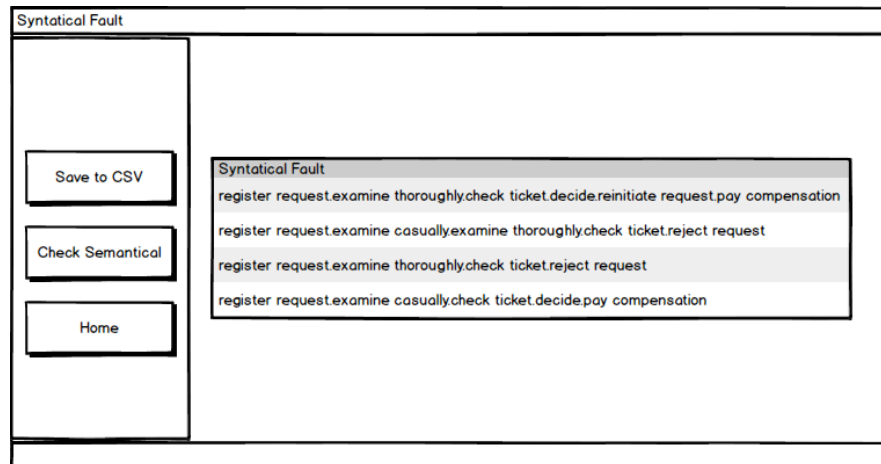 Syntatical Fault
Save to CSV
Check Semantical
Home
Syntatical Fault
register request.examine thoroughly.check ticket.decide.reinitiate request.pay compensation
register request.examine casually.examine thoroughly.check ticket.reject request
register request.examine thoroughly.check ticket.reject request
register request.examine casually.check ticket.decide.pay compensation